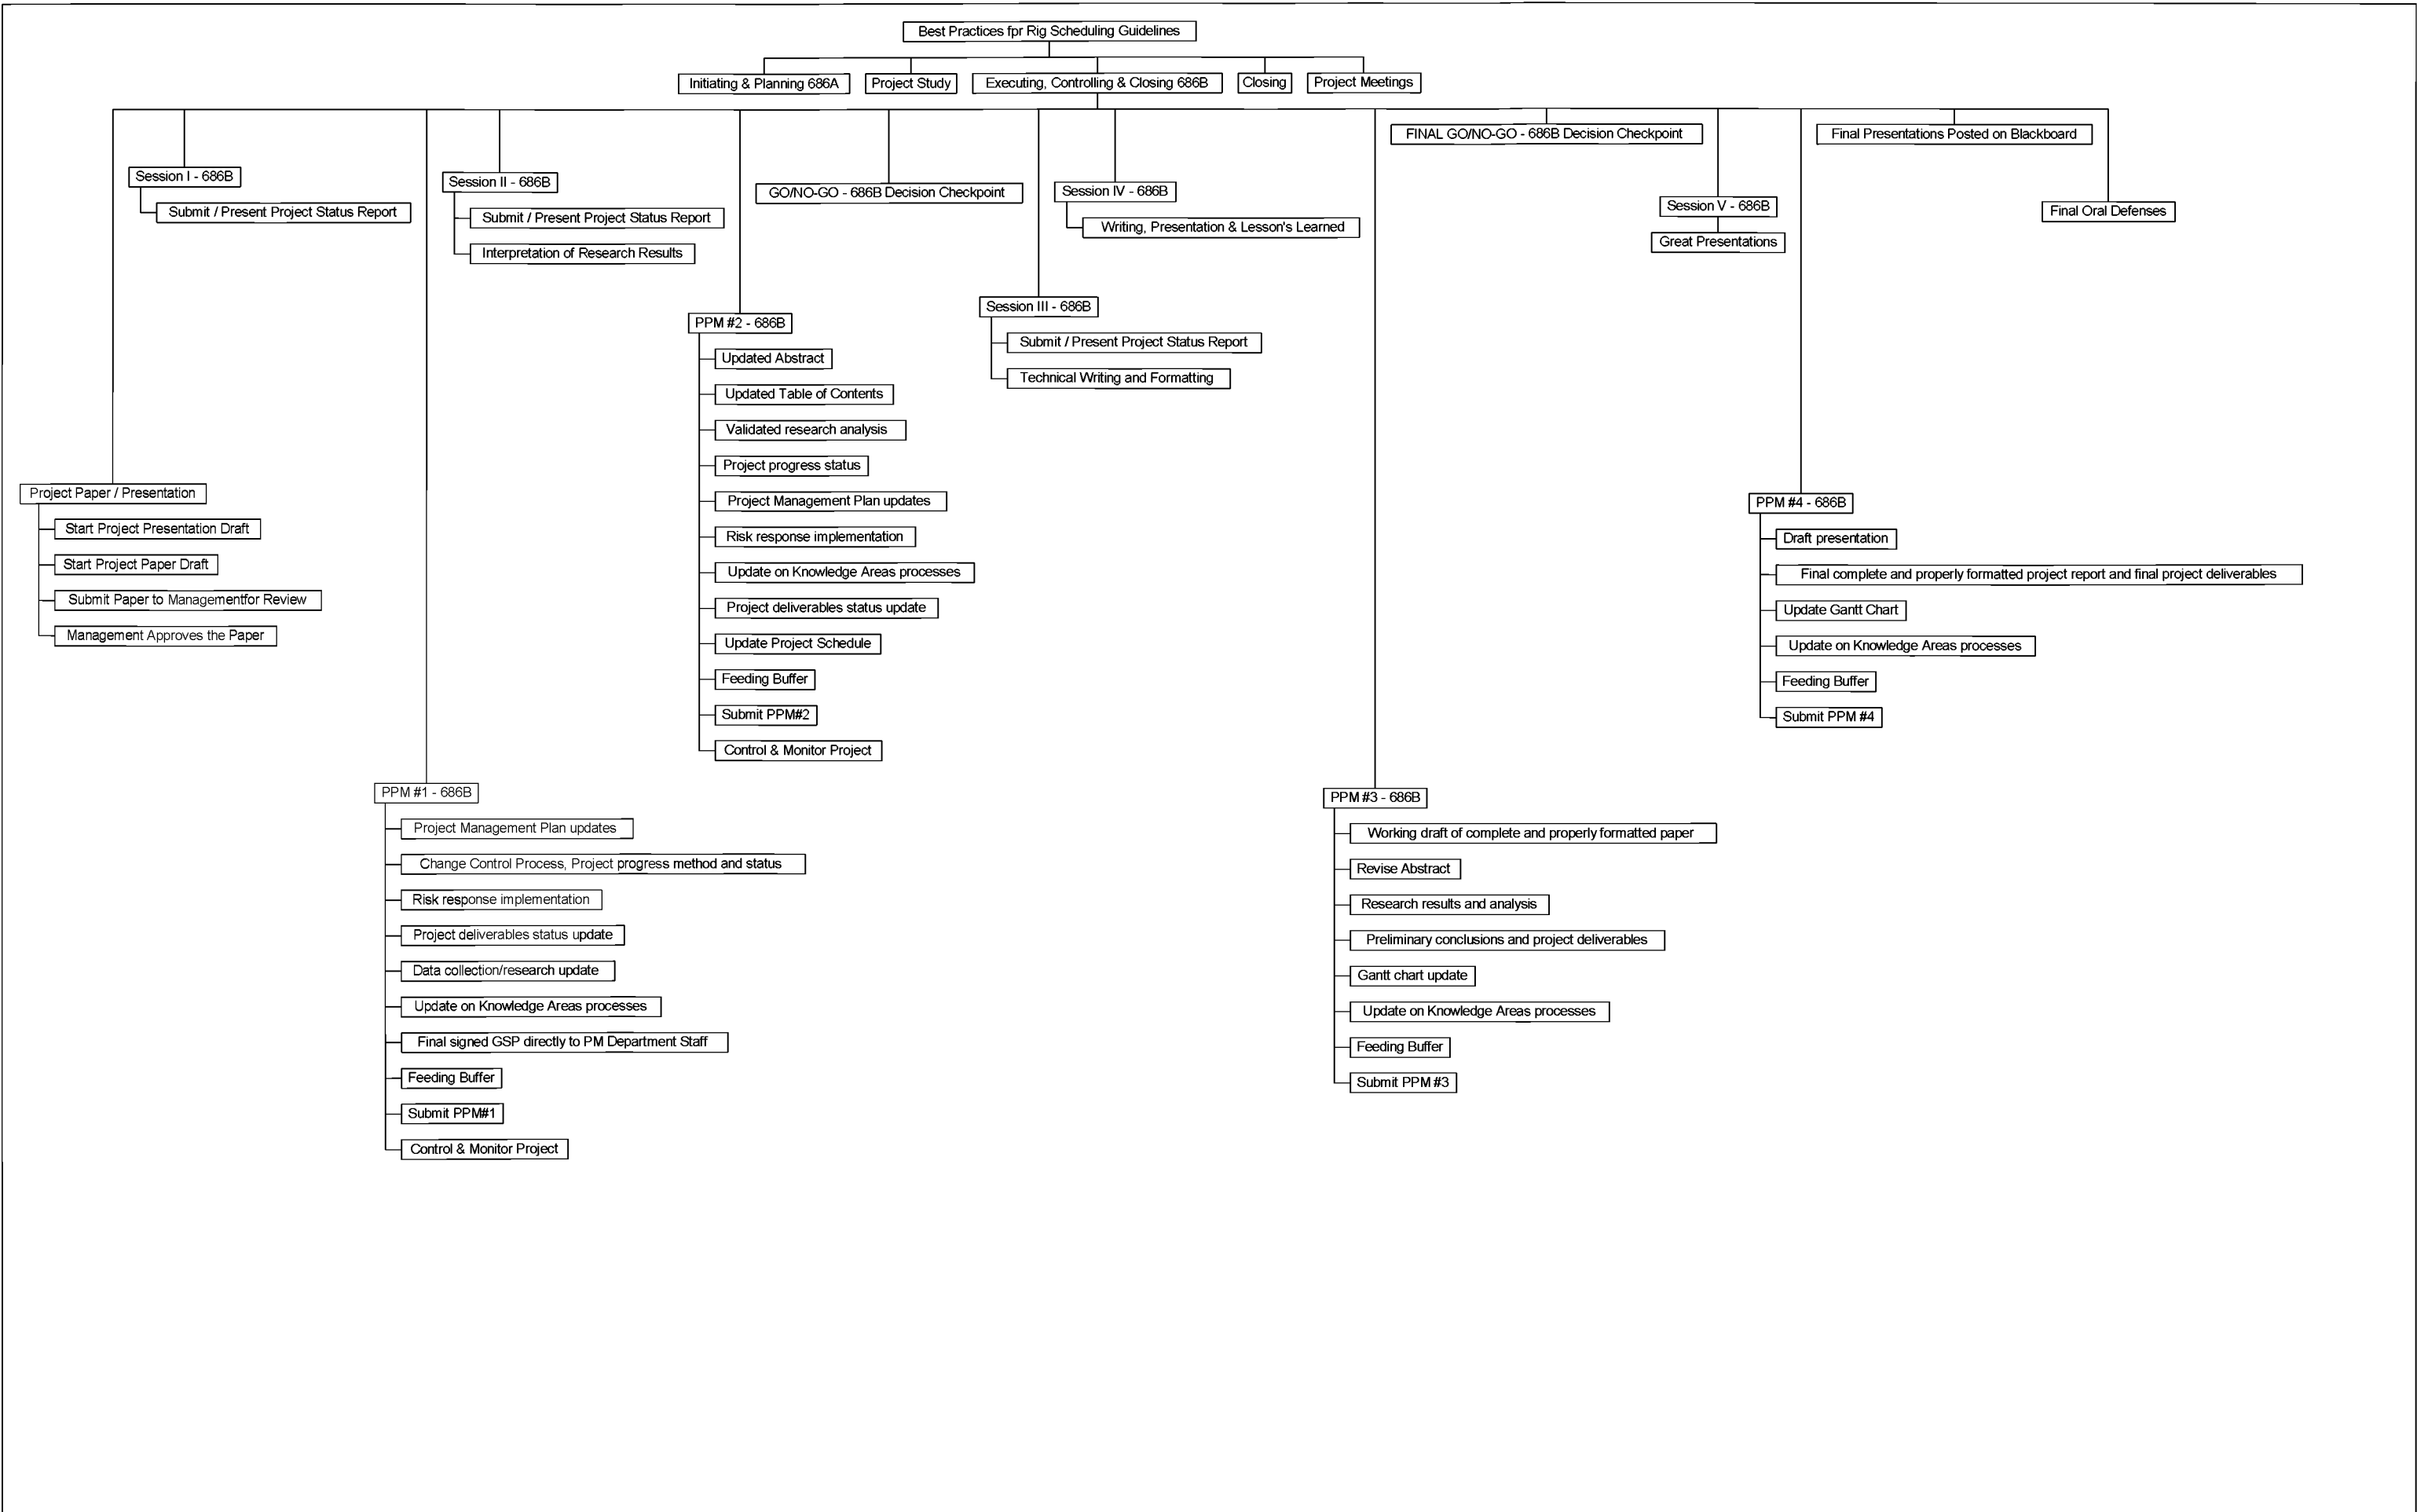 Best Practices fpr Rig Scheduling Guidelines
Initiating & Planning 686A
Project Study
Executing, Controlling & Closing 686B
Closing
Project Meetings
Project Paper / Presentation
Start Project Presentation Draft
Start Project Paper Draft
Submit Paper to Managementfor Review
Management Approves the Paper
Session I - 686B
Submit / Present Project Status Report
PPM #1 - 686B
Project Management Plan updates
Change Control Process, Project progress method and status
Risk response implementation
Project deliverables status update
Data collection/research update
Update on Knowledge Areas processes
Final signed GSP directly to PM Department Staff
Feeding Buffer
Submit PPM#1
Control & Monitor Project
Session II - 686B
Submit / Present Project Status Report
Interpretation of Research Results
PPM #2 - 686B
Updated Abstract
Updated Table of Contents
Validated research analysis
Project progress status
Project Management Plan updates
Risk response implementation
Update on Knowledge Areas processes
Project deliverables status update
Update Project Schedule
Feeding Buffer
Submit PPM#2
Control & Monitor Project
GO/NO-GO - 686B Decision Checkpoint
Session III - 686B
Submit / Present Project Status Report
Technical Writing and Formatting
Session IV - 686B
Writing, Presentation & Lesson's Learned
PPM #3 - 686B
Working draft of complete and properly formatted paper
Revise Abstract
Research results and analysis
Preliminary conclusions and project deliverables
Gantt chart update
Update on Knowledge Areas processes
Feeding Buffer
Submit PPM #3
FINAL GO/NO-GO - 686B Decision Checkpoint
Session V - 686B
Great Presentations
PPM #4 - 686B
Draft presentation
Final complete and properly formatted project report and final project deliverables
Update Gantt Chart
Update on Knowledge Areas processes
Feeding Buffer
Submit PPM #4
Final Presentations Posted on Blackboard
Final Oral Defenses